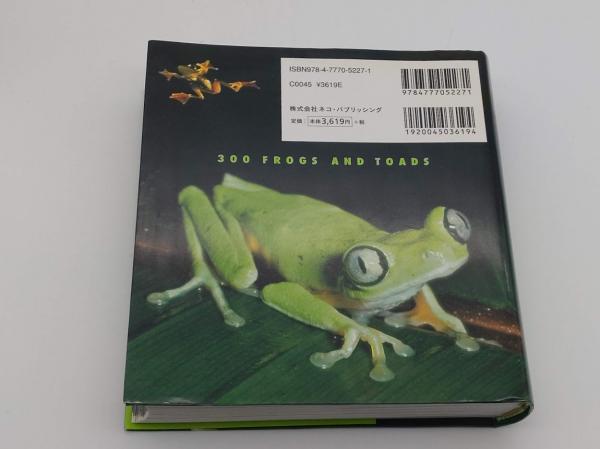 ISBN978-4-7770-5227-1
C0045 ¥3619E
株式会社ネコ・パブリッシング
定価：本体3,619円+税
9784777052271
1920045036194
300 FROGS AND TOADS